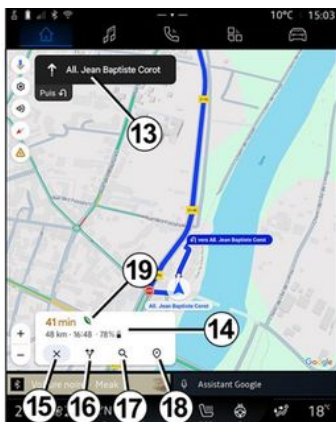 10°C 15:03
All. Jean Baptiste Corot
Puis
13
vers All. Jean Baptiste Corot
All. Jean Baptiste Corot
19
41 min
48 km · 16:48 · 78%
14
Google
+
−
Assistant Google
15
16
17
18
18°